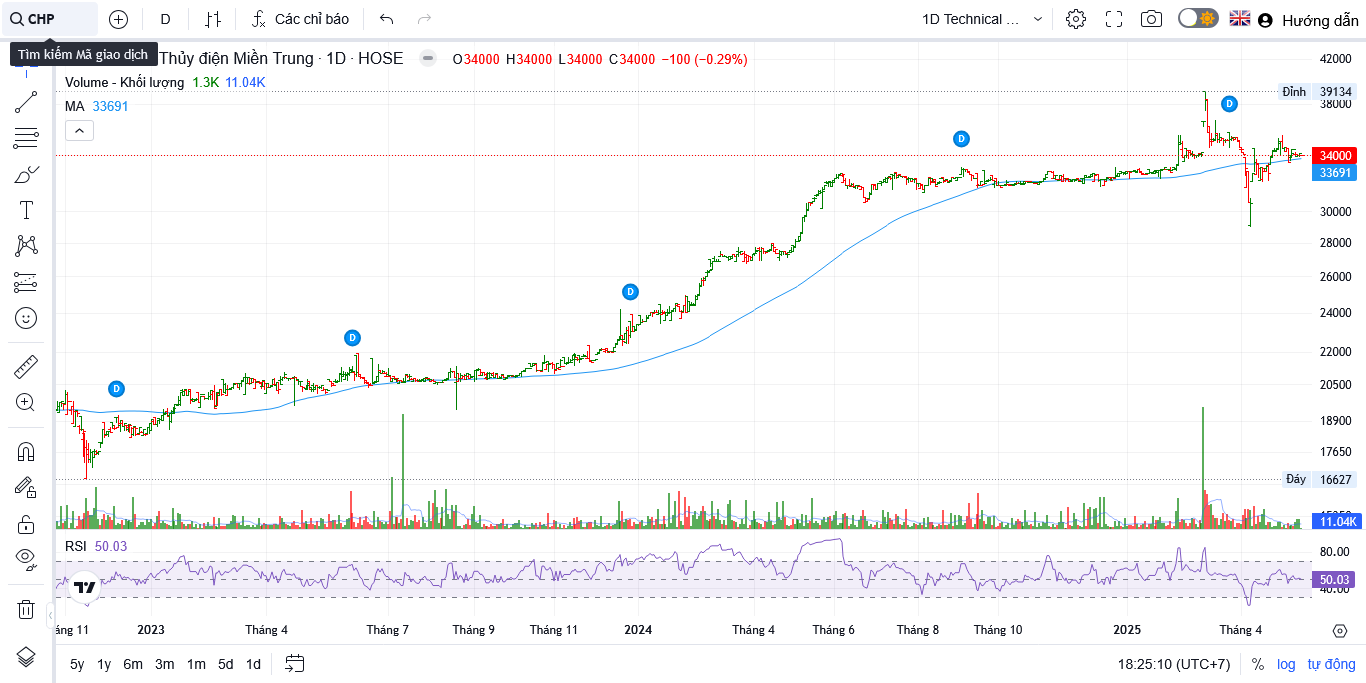 CHP
D
Các chỉ báo
1D Technical ...
Hướng dẫn
Tìm kiếm Mã giao dịch
Thủy điện Miền Trung · 1D · HOSE
O34000 H34000 L34000 C34000 −100 (−0.29%)
Volume - Khối lượng 1.3K 11.04K
MA 33691
42000
Đỉnh 39134
38000
34000
33691
30000
28000
26000
24000
22000
20500
18900
17650
Đáy 16627
11.04K
D
D
D
D
D
RSI 50.03
80.00
50.03
40.00
áng 11 2023 Tháng 4 Tháng 7 Tháng 9 Tháng 11 2024 Tháng 4 Tháng 6 Tháng 8 Tháng 10 2025 Tháng 4
5y 1y 6m 3m 1m 5d 1d
18:25:10 (UTC+7) % log tự động